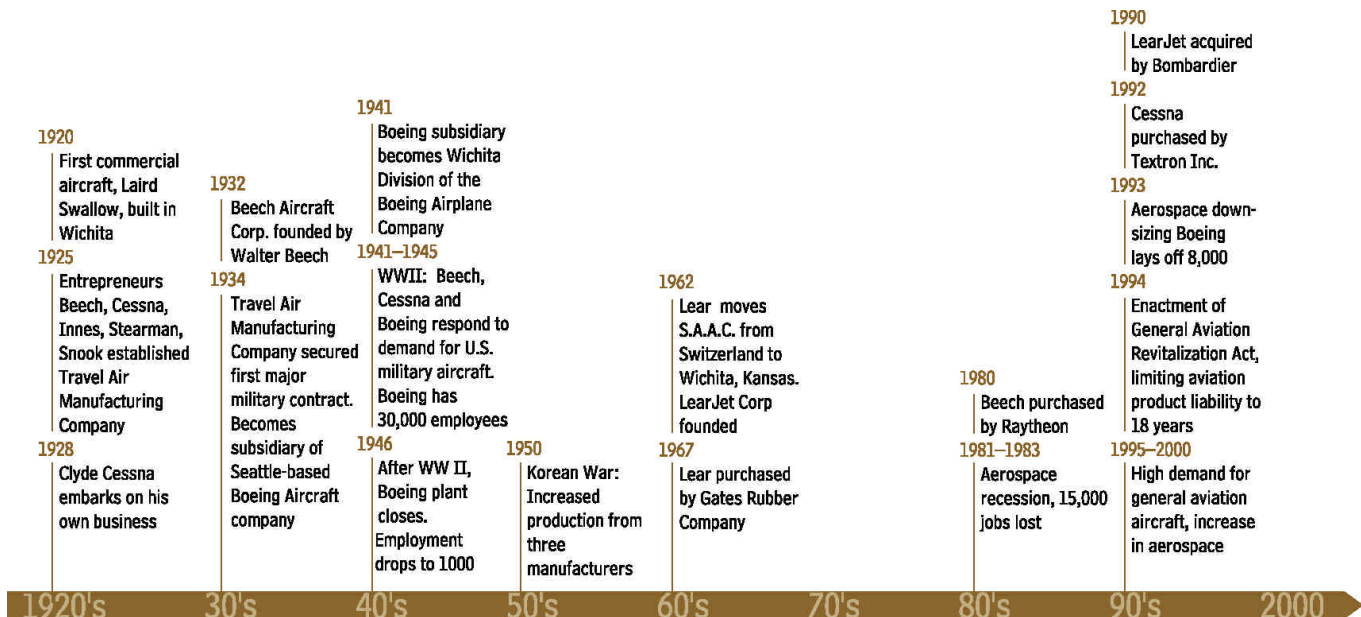 1920
First commercial
aircraft, Laird
Swallow, built in
Wichita
1925
Entrepreneurs
Beech, Cessna,
Innes, Stearman,
Snook established
Travel Air
Manufacturing
Company
1928
Clyde Cessna
embarks on his
own business
1932
Beech Aircraft
Corp. founded by
Walter Beech
1934
Travel Air
Manufacturing
Company secured
first major
military contract.
Becomes
subsidiary of
Seattle-based
Boeing Aircraft
company
1941
Boeing subsidiary
becomes Wichita
Division of the
Boeing Airplane
Company
1941–1945
WWII: Beech,
Cessna and
Boeing respond to
demand for U.S.
military aircraft.
Boeing has
30,000 employees
1946
After WW II,
Boeing plant
closes.
Employment
drops to 1000
1950
Korean War:
Increased
production from
three
manufacturers
1962
Lear moves
S.A.A.C. from
Switzerland to
Wichita, Kansas.
LearJet Corp
founded
1967
Lear purchased
by Gates Rubber
Company
1980
Beech purchased
by Raytheon
1981–1983
Aerospace
recession, 15,000
jobs lost
1990
LearJet acquired
by Bombardier
1992
Cessna
purchased by
Textron Inc.
1993
Aerospace down-
sizing Boeing
lays off 8,000
1994
Enactment of
General Aviation
Revitalization Act,
limiting aviation
product liability to
18 years
1995–2000
High demand for
general aviation
aircraft, increase
in aerospace
1920's 30's 40's 50's 60's 70's 80's 90's 2000